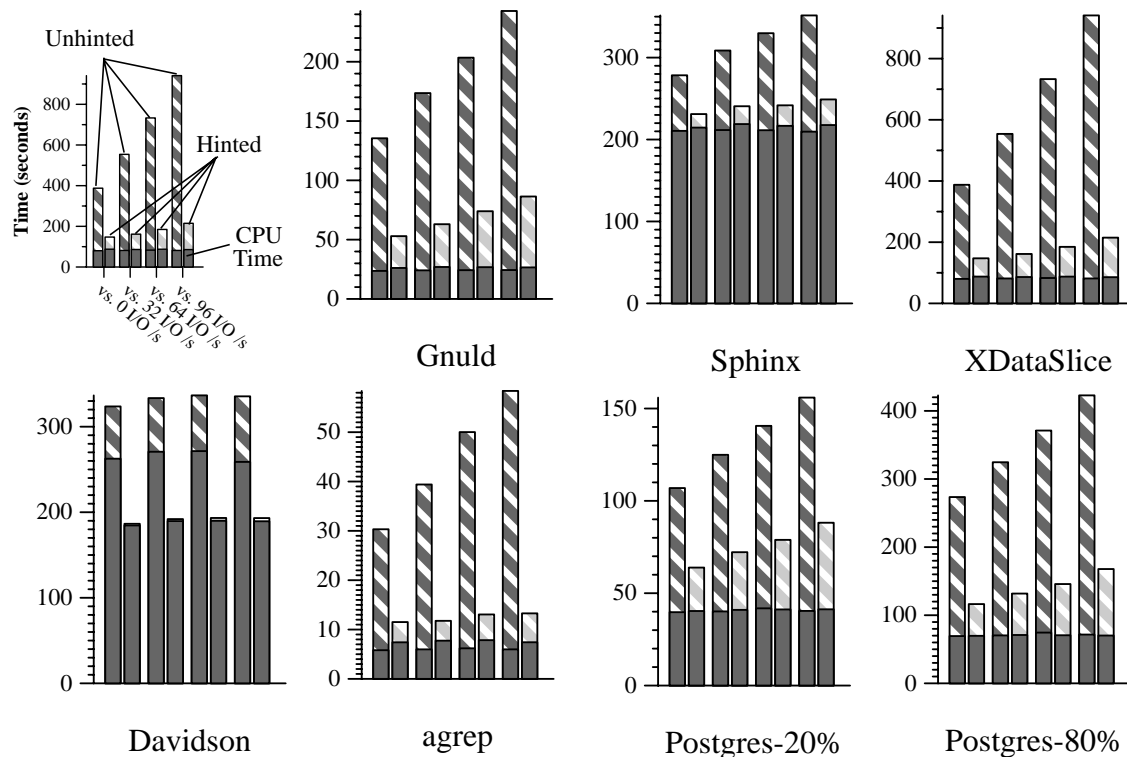 Unhinted
Hinted
CPU
Time
Time (seconds)
800
600
400
200
0
vs. 0 I/O /s
vs. 32 I/O /s
vs. 64 I/O /s
vs. 96 I/O /s
200
150
100
50
0
Gnuld
300
200
100
0
Sphinx
800
600
400
200
0
XDataSlice
300
200
100
0
Davidson
50
40
30
20
10
0
agrep
150
100
50
0
Postgres-20%
400
300
200
100
0
Postgres-80%